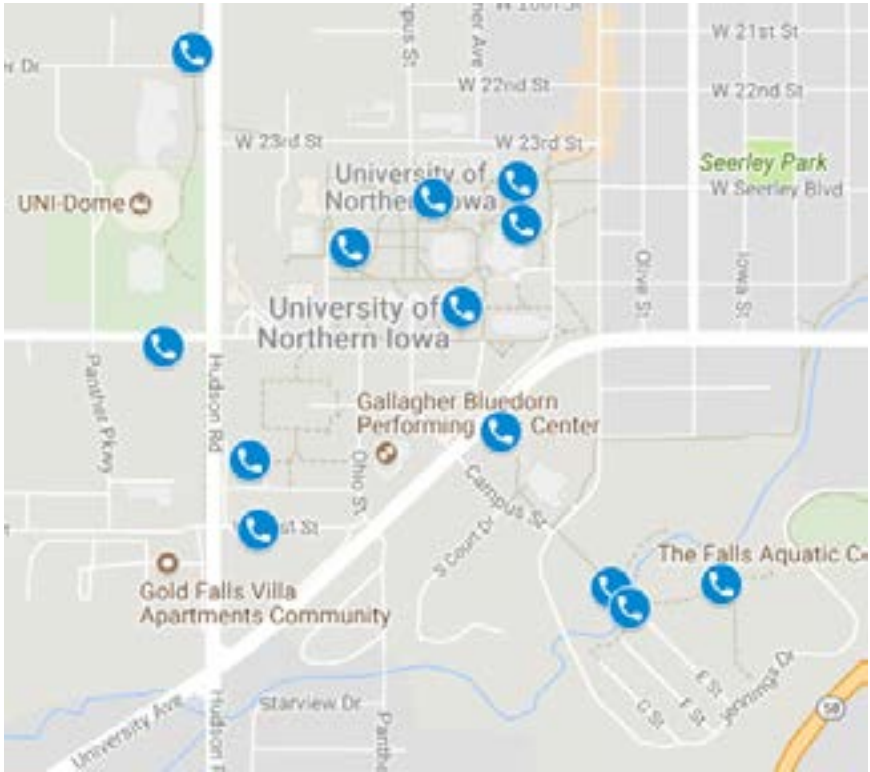 W 21st St
W 22nd St
W 22nd St
W 23rd St
W 23rd St
University of
Northern Iowa
Seerley Park
W Seerley Blvd
UNI-Dome
Olive St
Iowa St
University of
Northern Iowa
Panther Pkwy
Hudson Rd
Gallagher Bluedorn
Performing Center
Ohio St
Campus St
S Court Dr
The Falls Aquatic C
Gold Falls Villa
Apartments Community
E St
F St
G St
Jennings Dr
58
University Ave
Starview Dr
Hudson